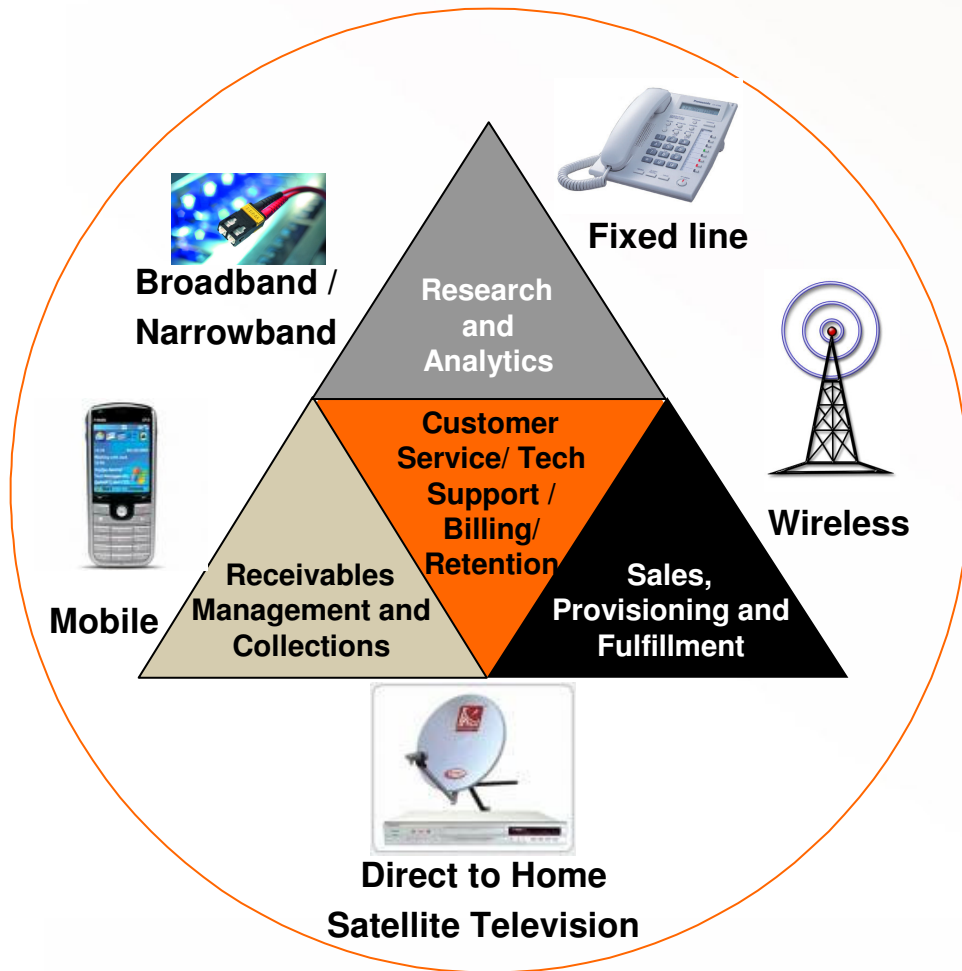 Fixed line
Broadband /
Narrowband
Research
and
Analytics
Customer
Service/ Tech
Support /
Billing/
Retention
Wireless
Mobile
Receivables
Management and
Collections
Sales,
Provisioning and
Fulfillment
Direct to Home
Satellite Television